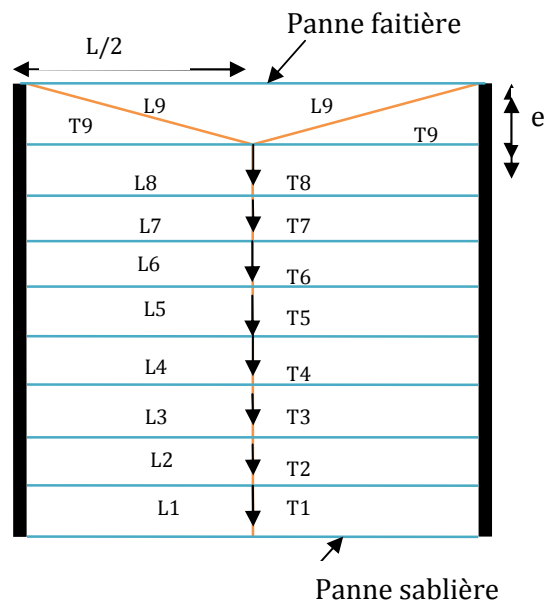 Panne faitière
L/2
L9 L9
e
T9 T9
L8 T8
L7 T7
L6 T6
L5 T5
L4 T4
L3 T3
L2 T2
L1 T1
Panne sablière